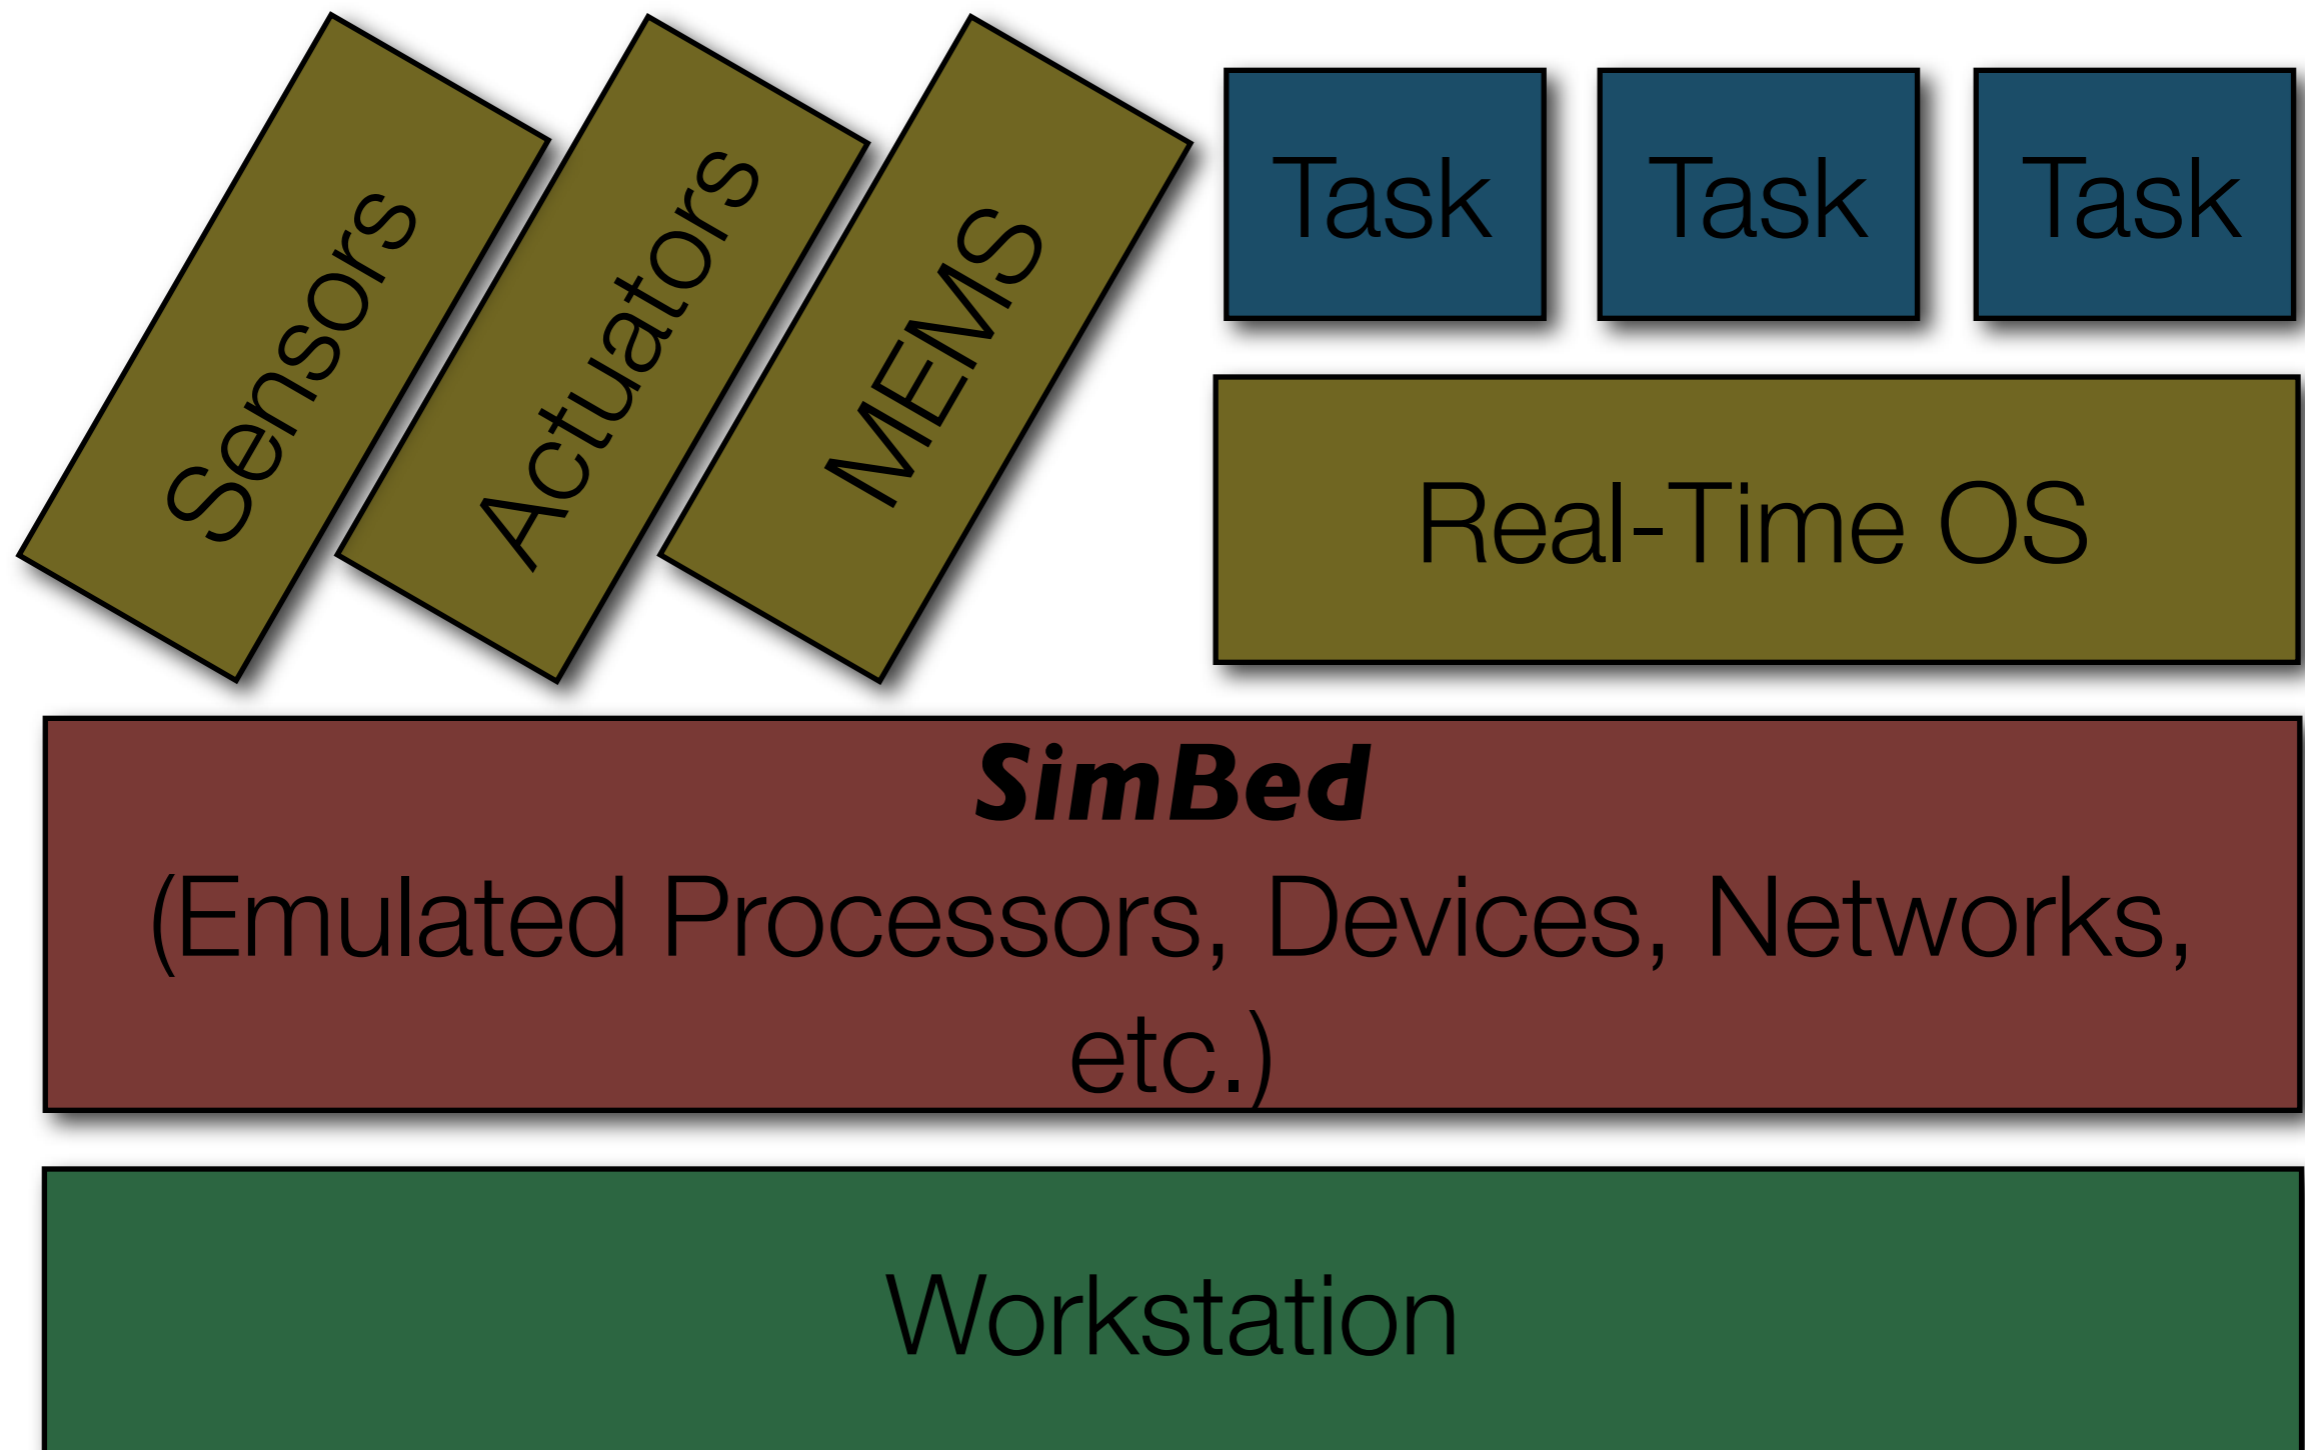 Sensors
Actuators
MEMS
Task
Task
Task
Real-Time OS
SimBed
(Emulated Processors, Devices, Networks,
etc.)
Workstation